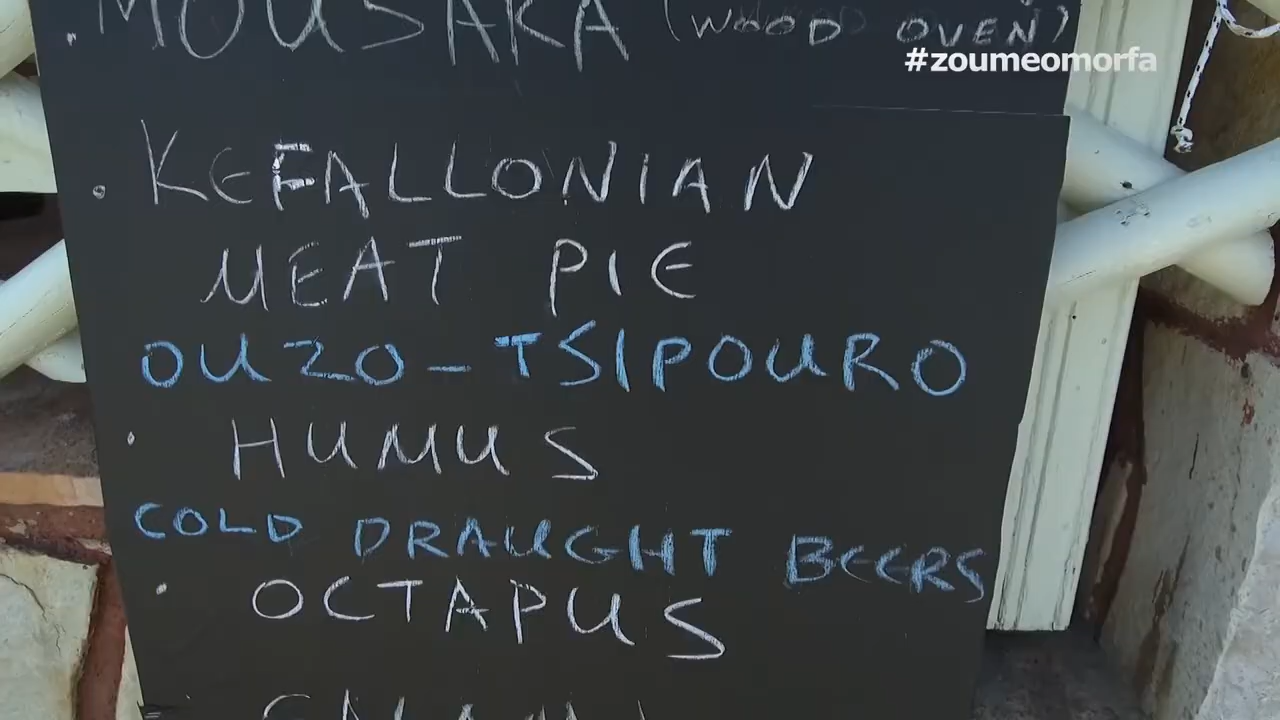 · MOUSAKA (WOOD OVEN)
#zoumeomorfa
· KEFALLONIAN
MEAT PIE
OUZO - TSIPOURO
· HUMUS
COLD DRAUGHT BEERS
· OCTAPUS